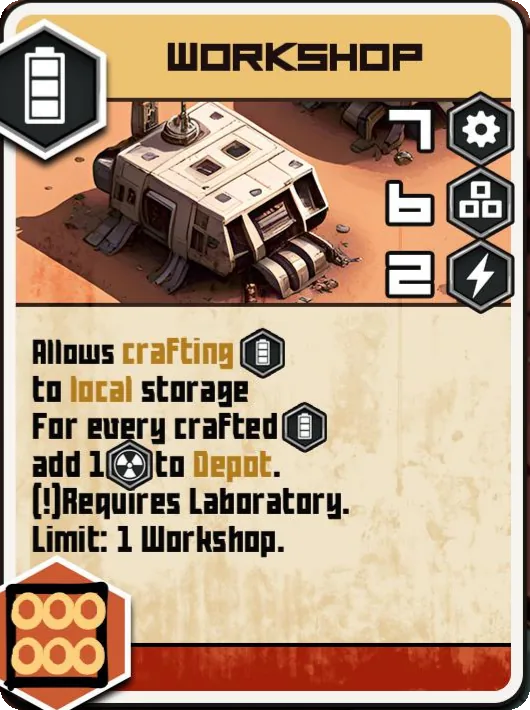 WORKSHOP
7
6
2
Allows crafting
to local storage
For every crafted
add 1 to Depot.
(!)Requires Laboratory.
Limit: 1 Workshop.